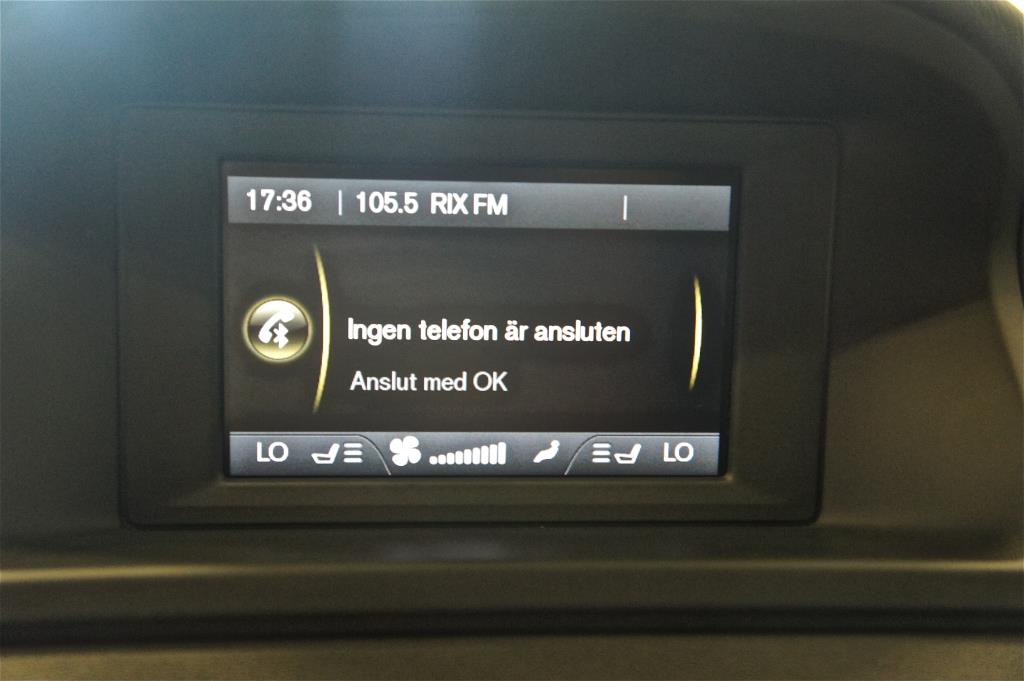 17:36 | 105.5 RIX FM |
Ingen telefon är ansluten
Anslut med OK
LO LO